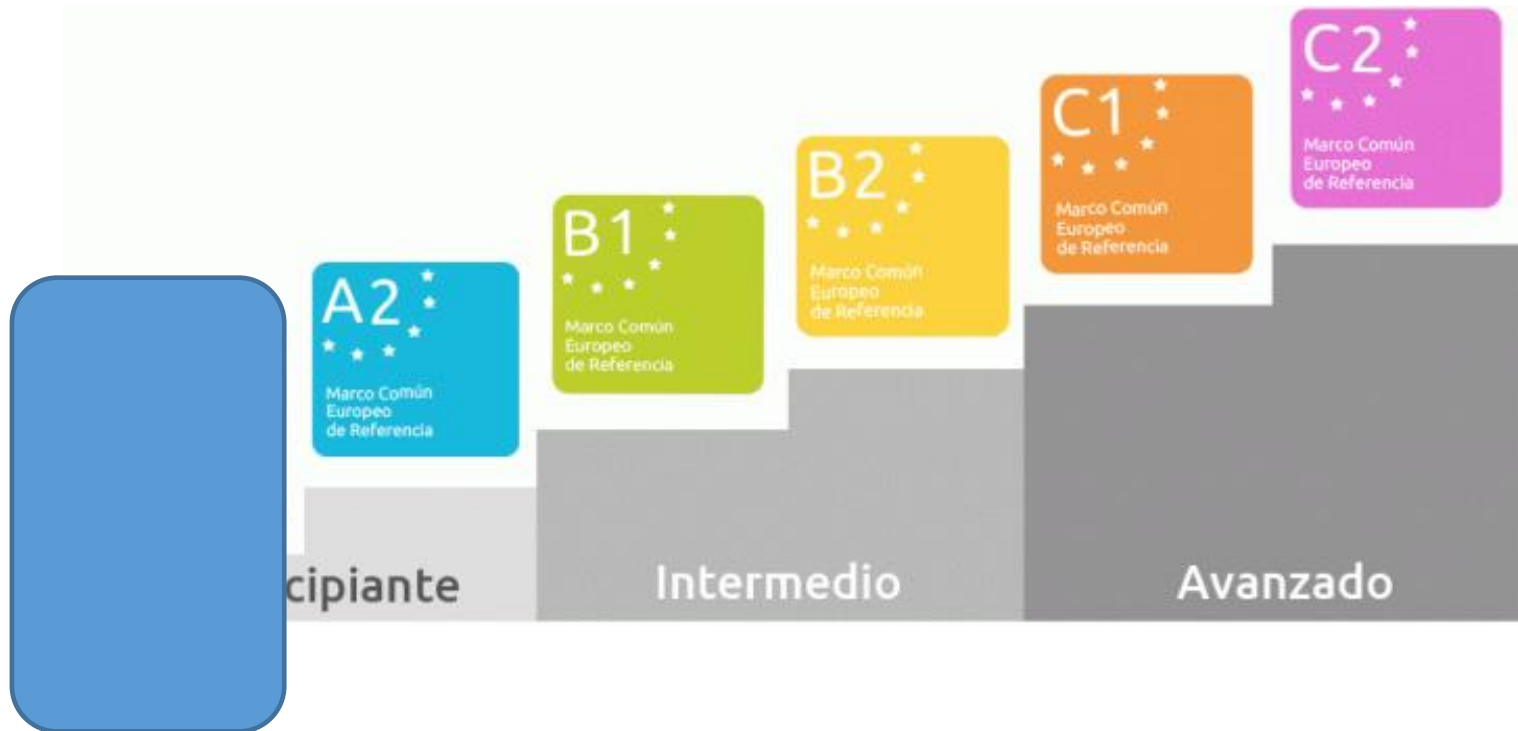 A2
Marco Común
Europeo
de Referencia
B1
Marco Común
Europeo
de Referencia
B2
Marco Común
Europeo
de Referencia
C1
Marco Común
Europeo
de Referencia
C2
Marco Común
Europeo
de Referencia
cipiante
Intermedio
Avanzado